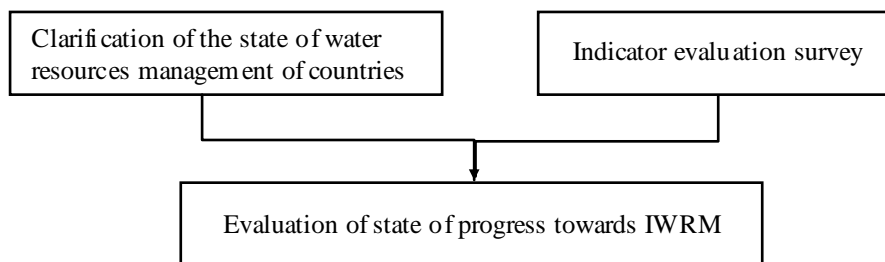 Clarification of the state of water
resources management of countries
Indicator evaluation survey
Evaluation of state of progress towards IWRM